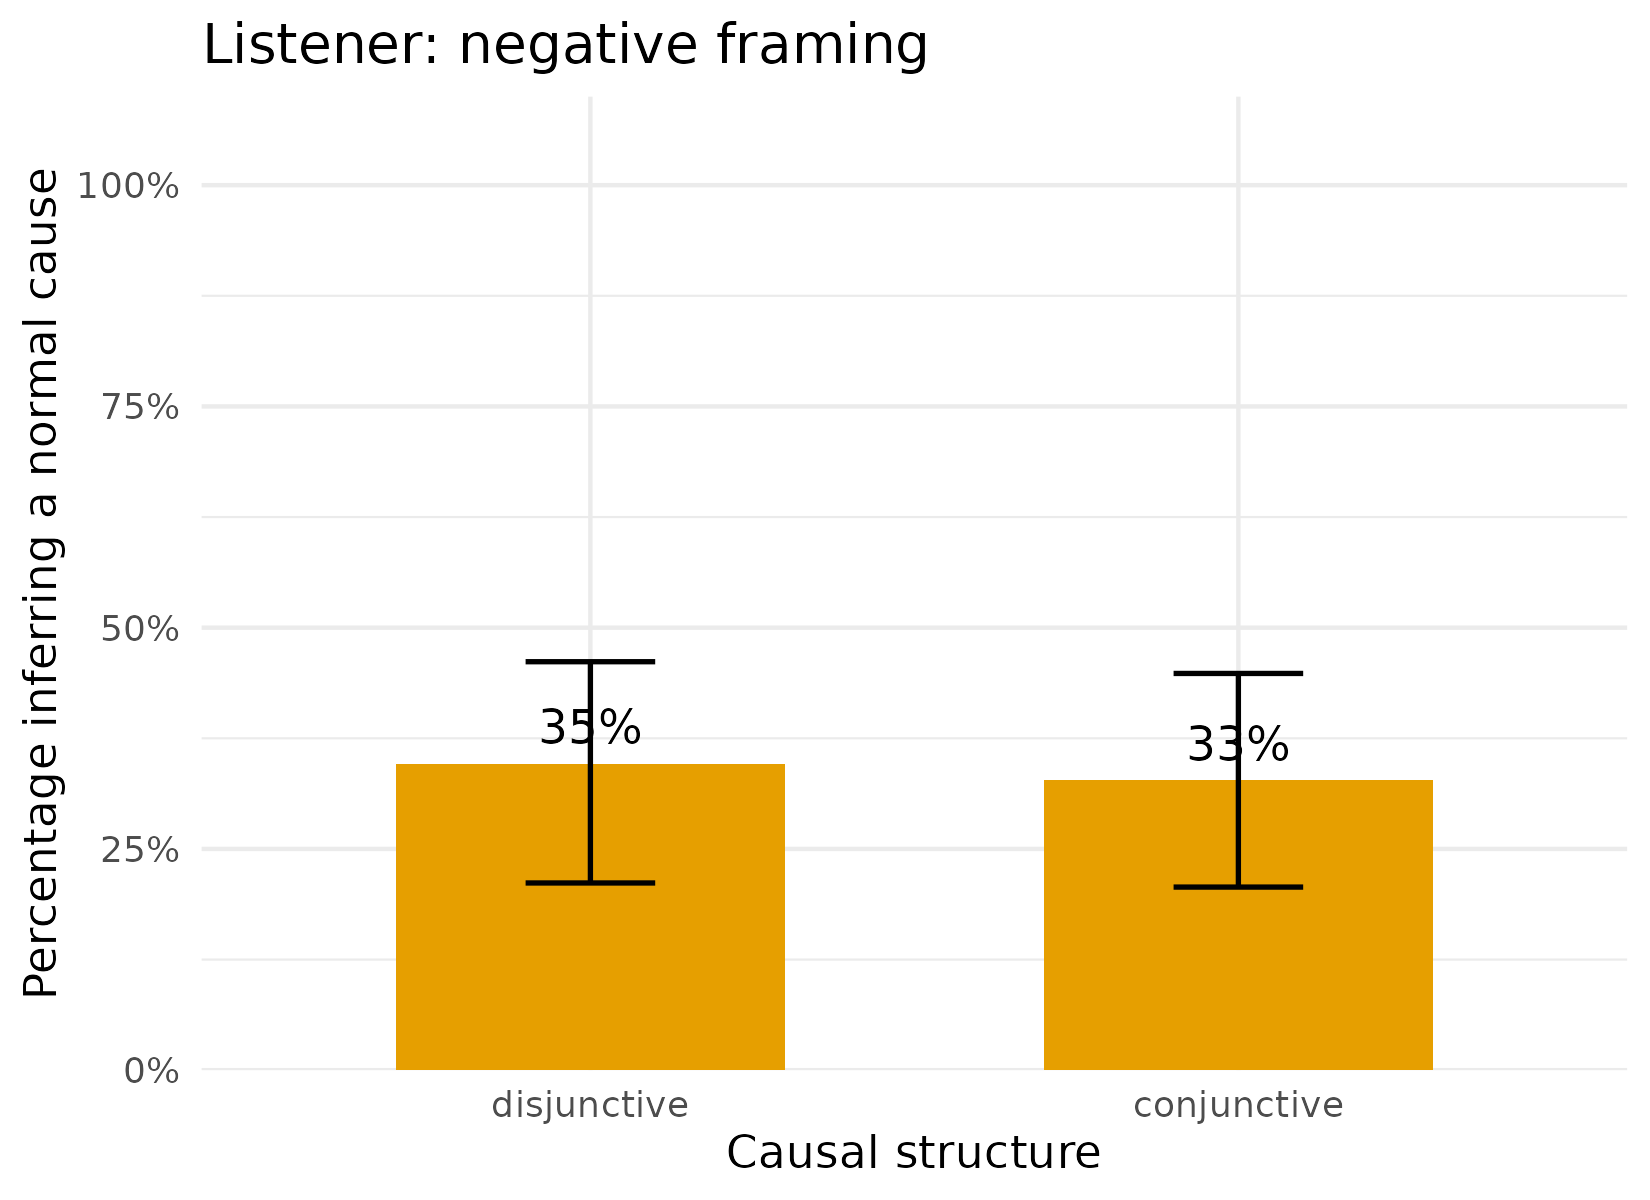 Listener: negative framing
Percentage inferring a normal cause
100%
75%
50%
25%
0%
35%
33%
disjunctive
conjunctive
Causal structure